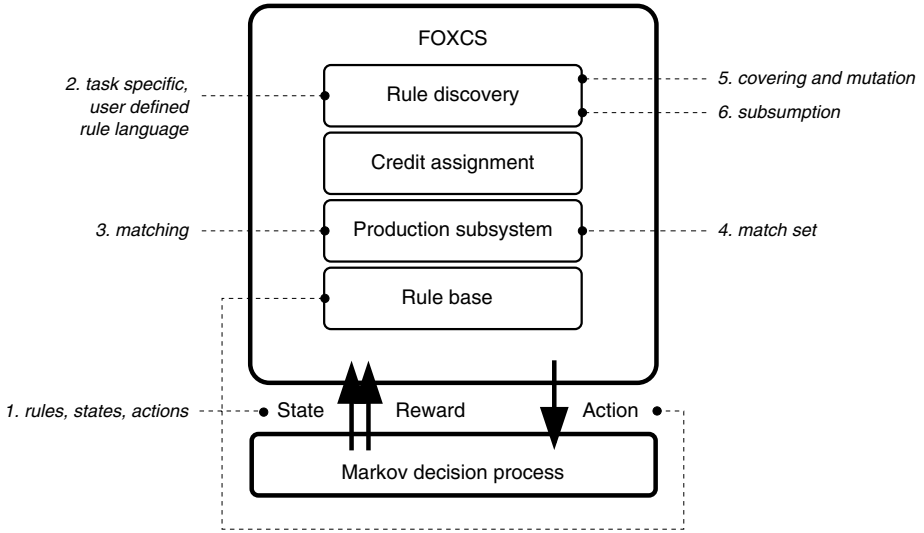 FOXCS
2. task specific,
user defined
rule language
Rule discovery
5. covering and mutation
6. subsumption
Credit assignment
3. matching
Production subsystem
4. match set
Rule base
1. rules, states, actions
State
Reward
Action
Markov decision process